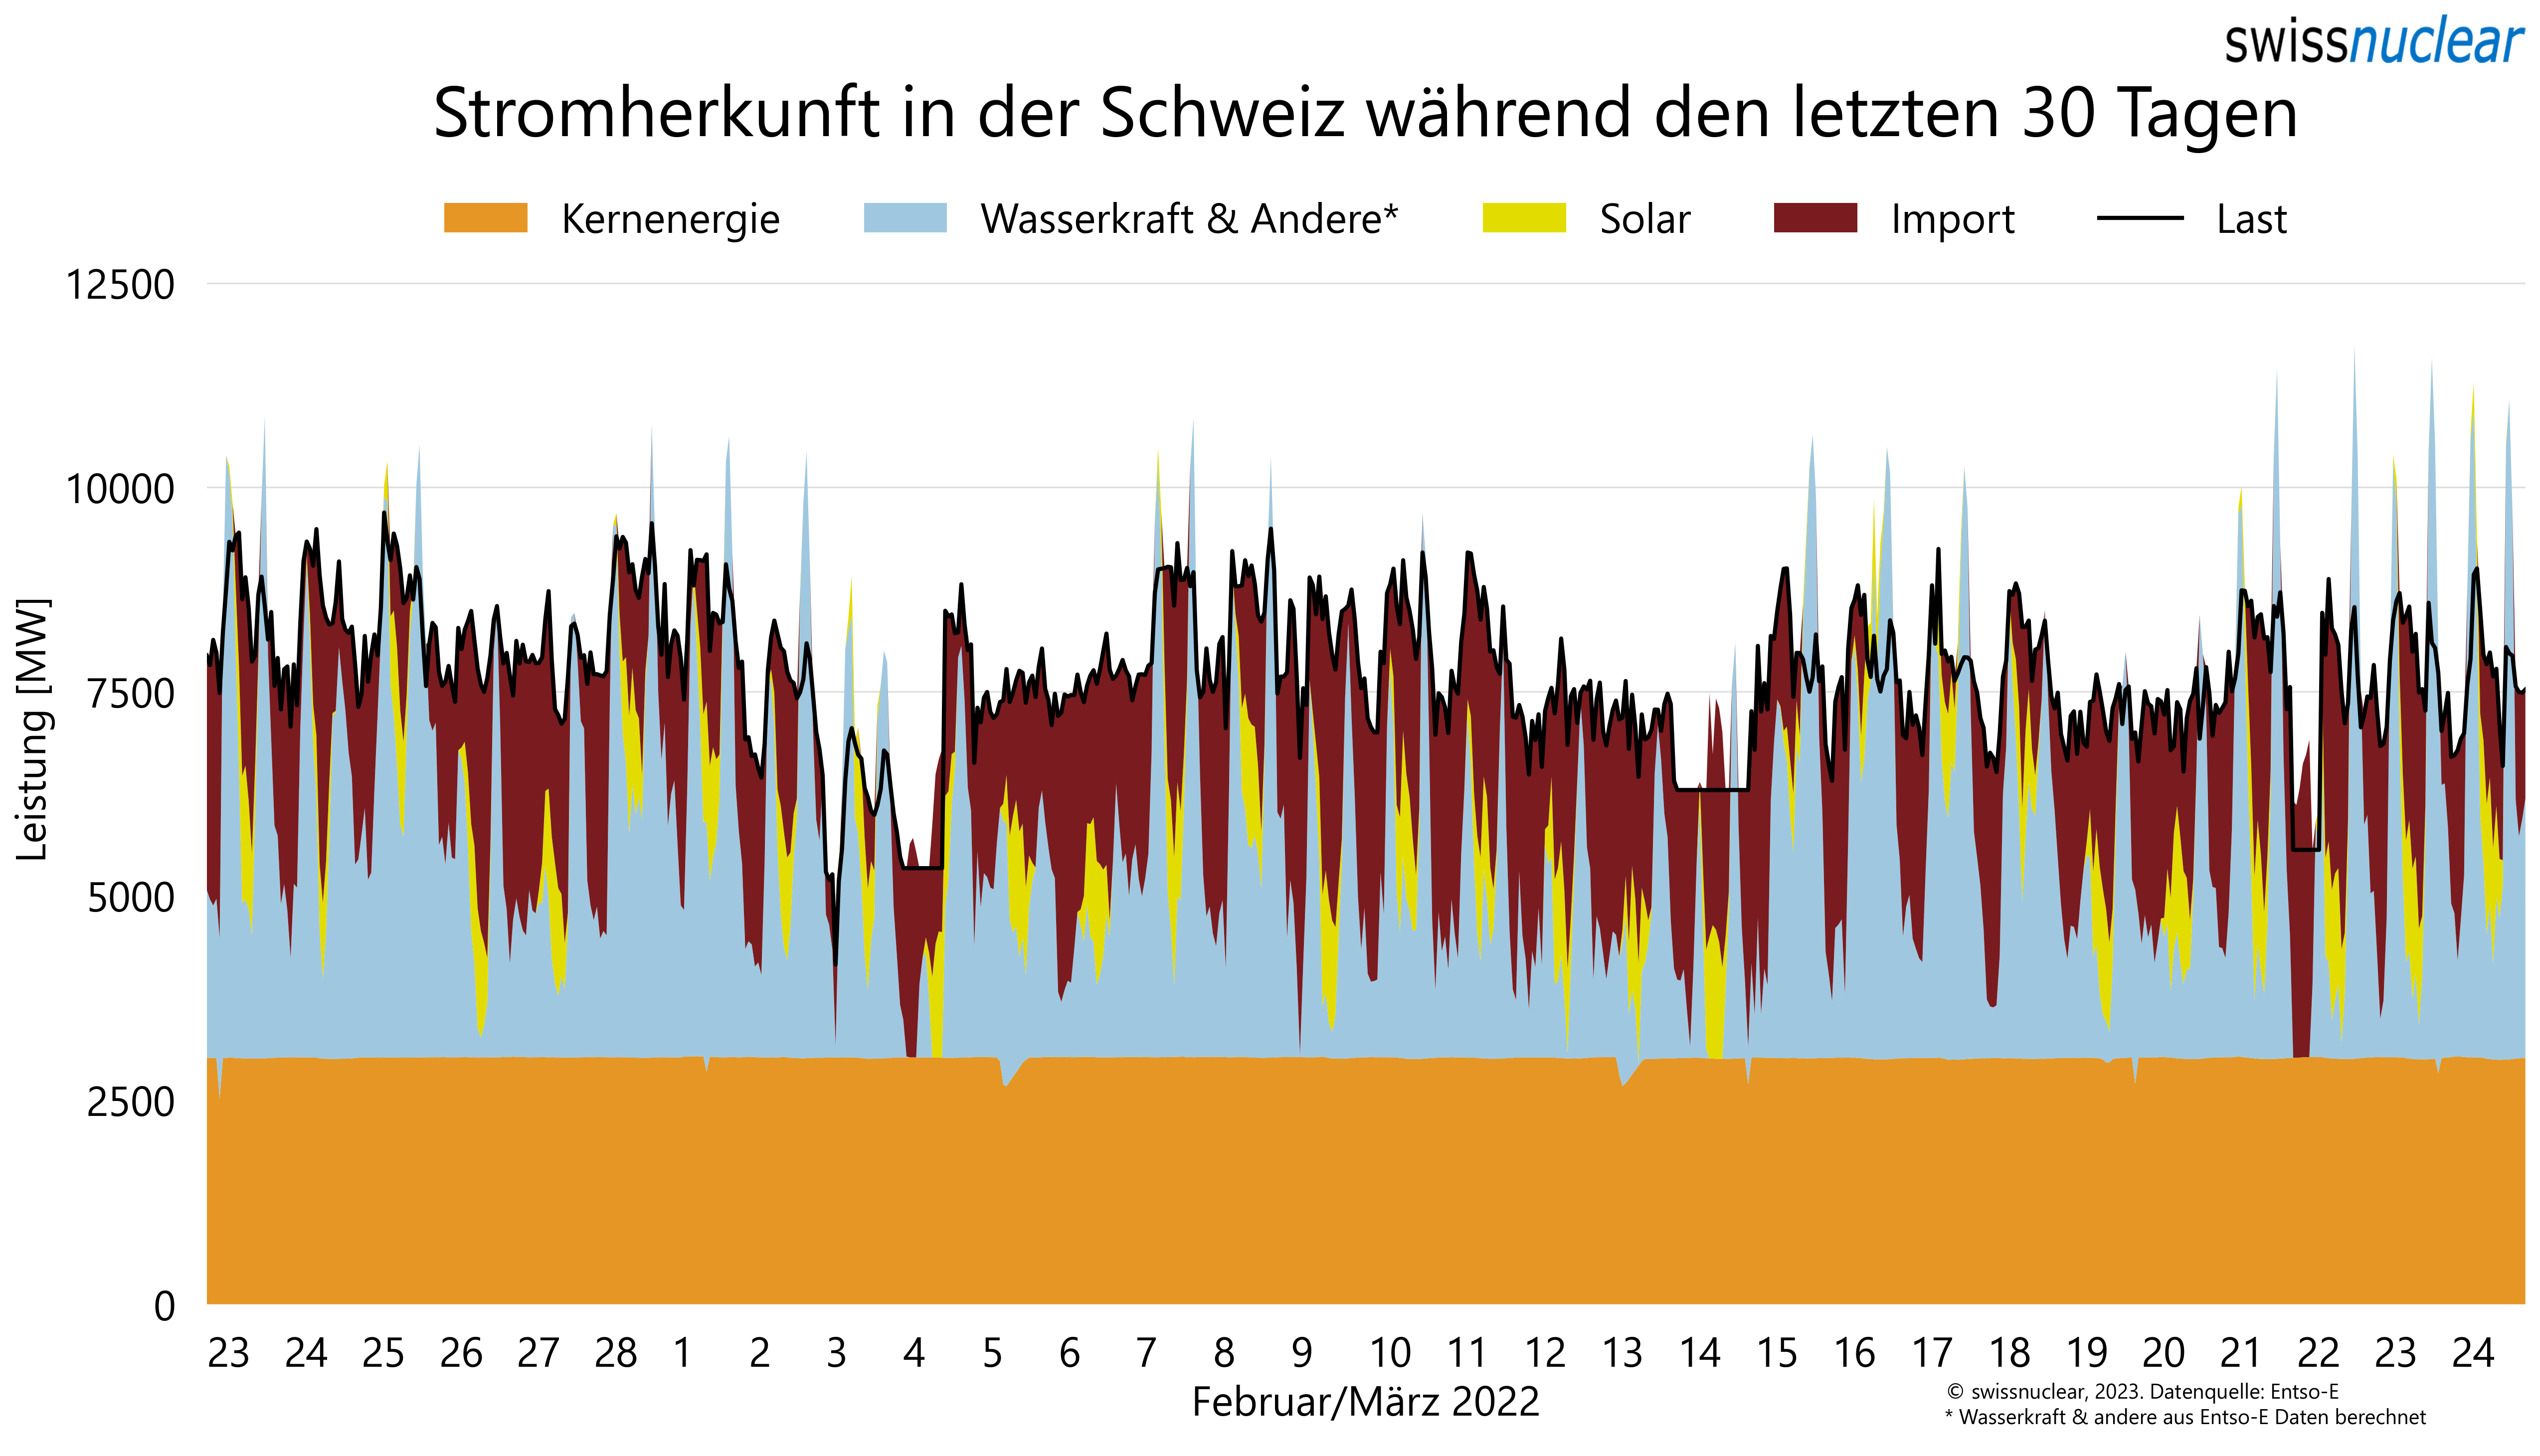 swissnuclear
Stromherkunft in der Schweiz während den letzten 30 Tagen
Kernenergie Wasserkraft & Andere* Solar Import Last
12500
10000
7500
5000
2500
0
Leistung [MW]
23 24 25 26 27 28 1 2 3 4 5 6 7 8 9 10 11 12 13 14 15 16 17 18 19 20 21 22 23 24
Februar/März 2022
© swissnuclear, 2023. Datenquelle: Entso-E
* Wasserkraft & andere aus Entso-E Daten berechnet